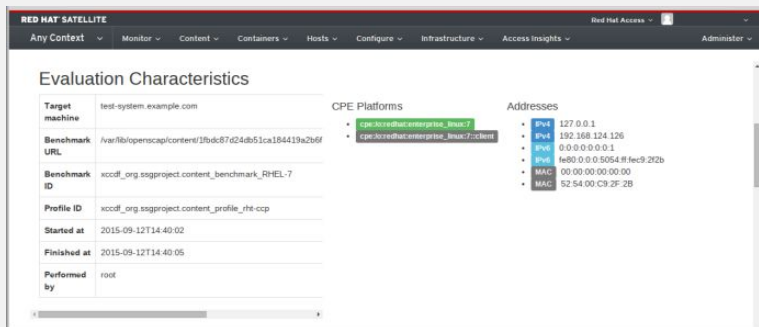 RED HAT SATELLITE
Red Hat Access
Any Context Monitor Content Containers Hosts Configure Infrastructure Access Insights Administer
Evaluation Characteristics
Target machine test-system.example.com
Benchmark URL /var/lib/openscap/content/1fbdc87d24db51ca184419a2b6f
Benchmark ID xccdf_org.ssgproject.content_benchmark_RHEL-7
Profile ID xccdf_org.ssgproject.content_profile_rht-ccp
Started at 2015-09-12T14:40:02
Finished at 2015-09-12T14:40:05
Performed by root
CPE Platforms
cpe:/o:redhat:enterprise_linux:7
cpe:/o:redhat:enterprise_linux:7::client
Addresses
IPv4 127.0.0.1
IPv4 192.168.124.126
IPv6 0:0:0:0:0:0:0:1
IPv6 fe80:0:0:0:5054:ff:fec9:2f2b
MAC 00:00:00:00:00:00
MAC 52:54:00:C9:2F:2B